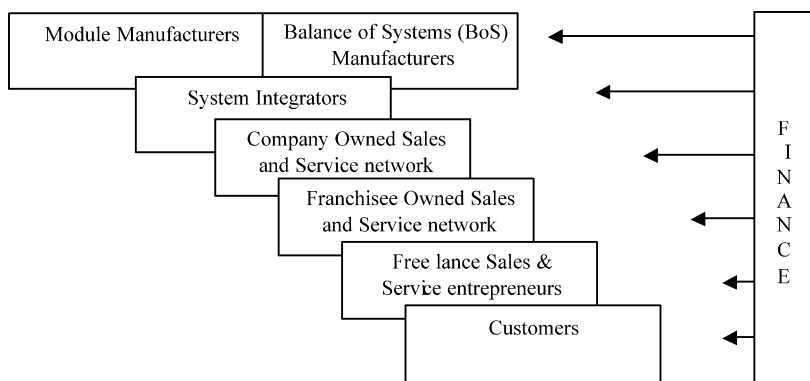 Module Manufacturers
Balance of Systems (BoS)
Manufacturers
System Integrators
Company Owned Sales
and Service network
Franchisee Owned Sales
and Service network
Free lance Sales &
Service entrepreneurs
Customers
F
I
N
A
N
C
E